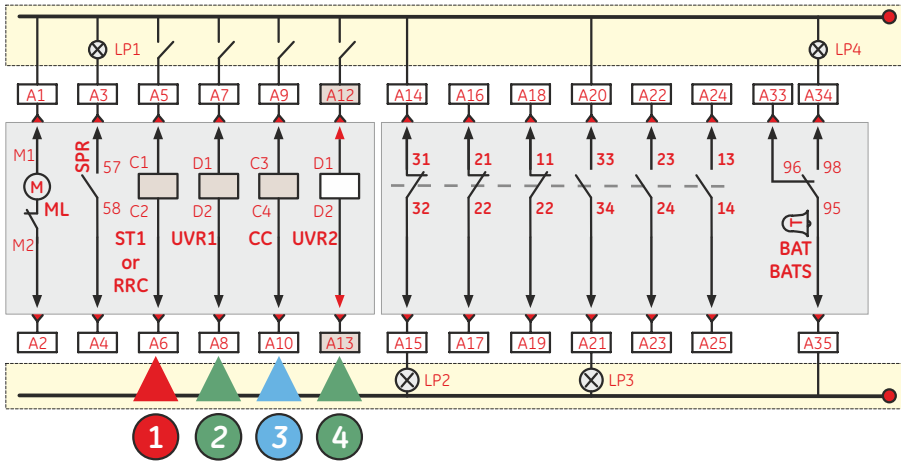 LP1 LP4
A1 A3 A5 A7 A9 A12 A14 A16 A18 A20 A22 A24 A33 A34
M1 SPR 57 C1 D1 C3 D1 31 21 11 33 23 13 96 98
M ML 58 C2 D2 C4 D2 32 22 22 34 24 14 95
M2 ST1 UVR1 CC UVR2 T
or BAT
RRC BATS
A2 A4 A6 A8 A10 A13 A15 A17 A19 A21 A23 A25 A35
LP2 LP3
1 2 3 4